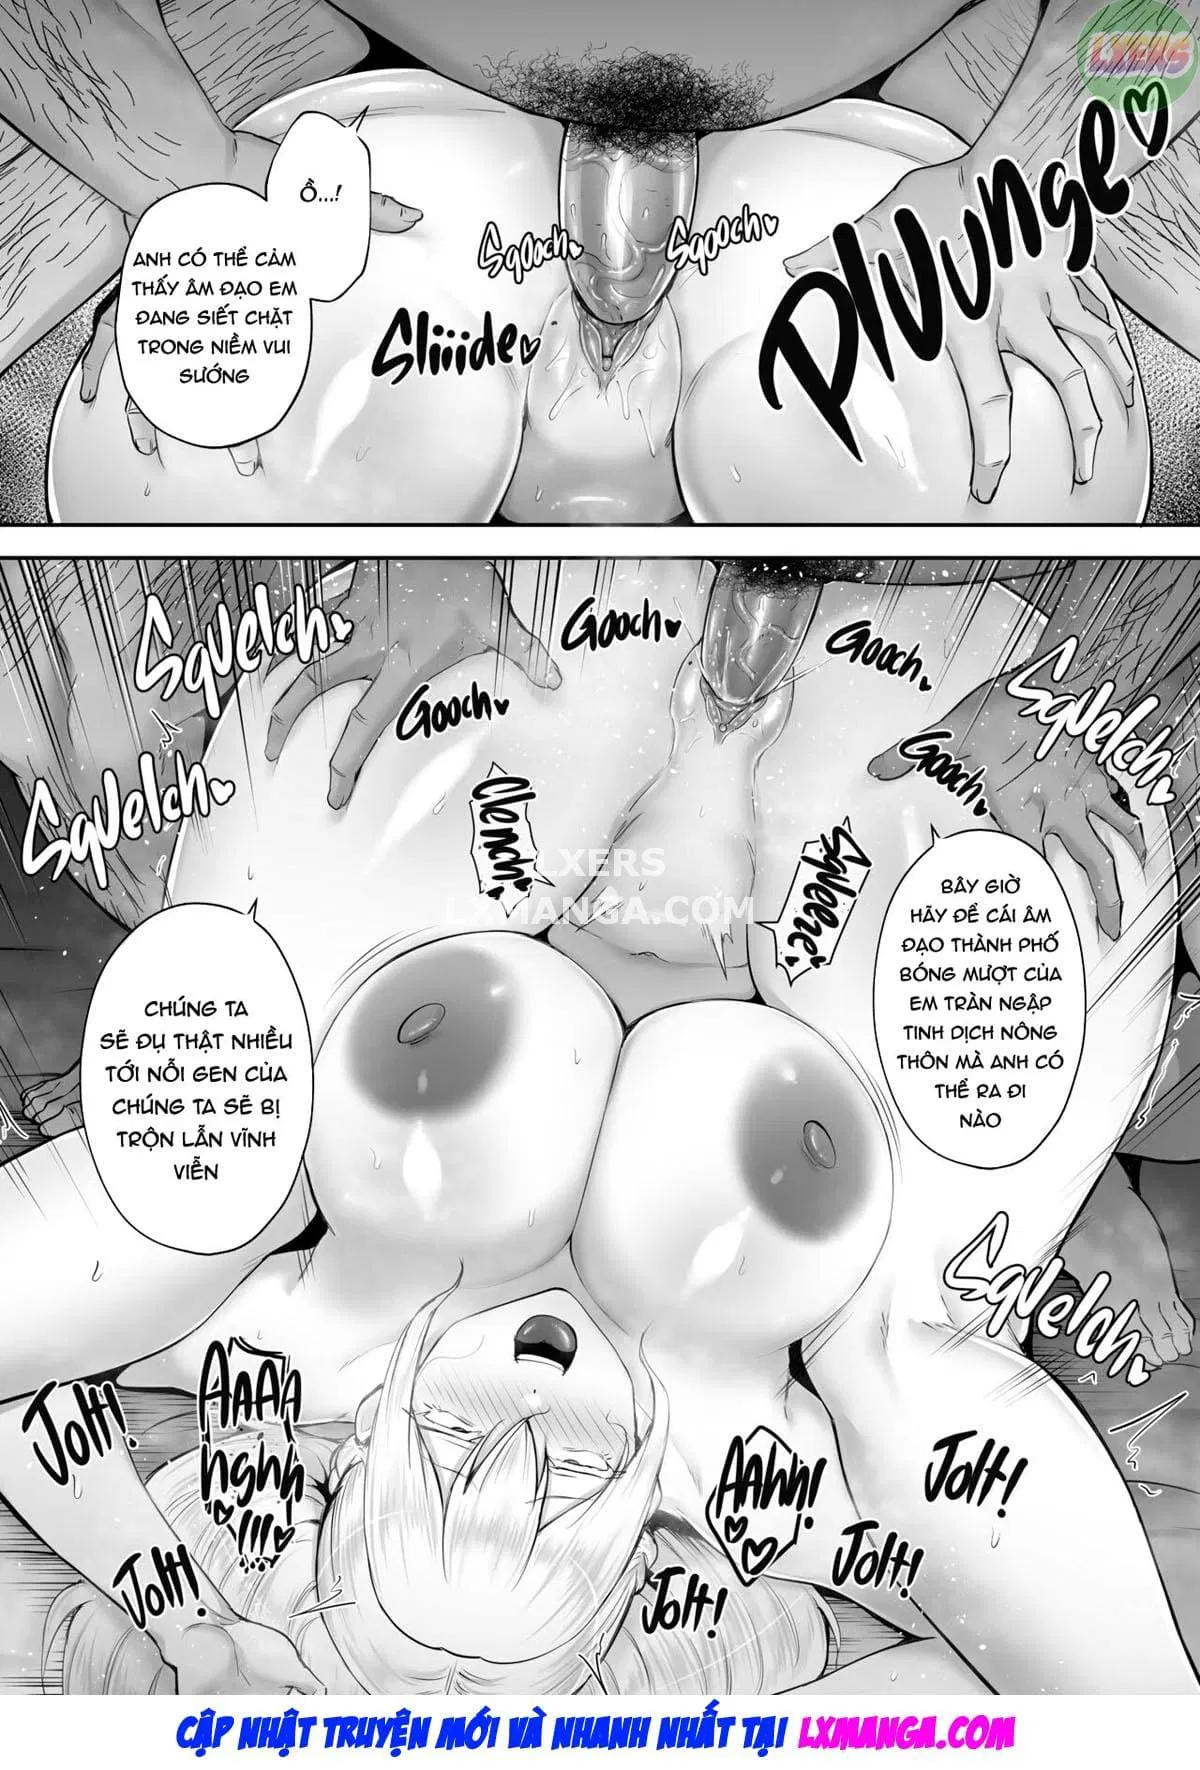 LXERS
Plvunge
Ồ...!
ANH CÓ THỂ CẢM
THẤY ÂM ĐẠO EM
ĐANG SIẾT CHẶT
TRONG NIỀM VUI
SƯỚNG
Sqooch
Sqooch
Sliiiide
Squelch
Gooch
Gooch
Squelch
Gooch
Gooch
Squelch
Clench
Squeeze
LXERS
LXMANGA.COM
BÂY GIỜ
HÃY ĐỂ CÁI ÂM
ĐẠO THÀNH PHỐ
BÓNG MƯỢT CỦA
EM TRÀN NGẬP
TINH DỊCH NÔNG
THÔN MÀ ANH CÓ
THỂ RA ĐI
NÀO
CHÚNG TA
SẼ ĐỤ THẬT NHIỀU
TỚI NỖI GEN CỦA
CHÚNG TA SẼ BỊ
TRỘN LẪN VĨNH
VIỄN
Squelch
Jolt!
AAAA
hghh
!!!
Aahh!
Jolt!
Jolt!
Jolt!
Jolt!
CẬP NHẬT TRUYỆN MỚI VÀ NHANH NHẤT TẠI LXMANGA.COM